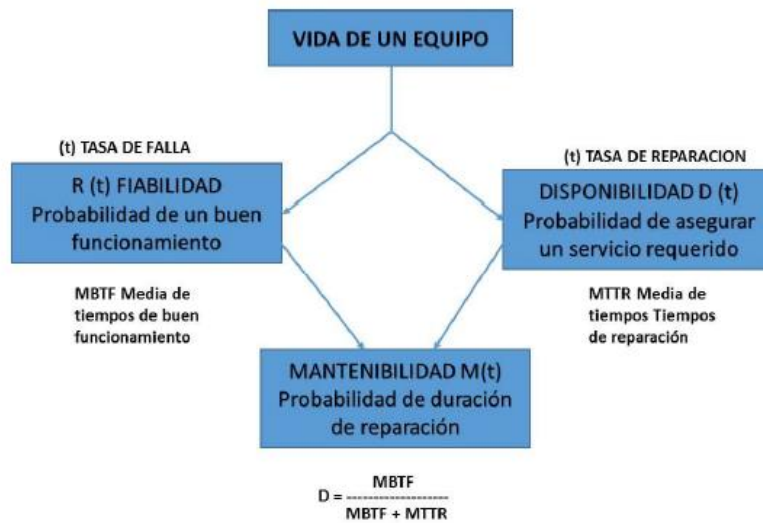 VIDA DE UN EQUIPO
(t) TASA DE FALLA
R (t) FIABILIDAD
Probabilidad de un buen
funcionamiento
MBTF Media de
tiempos de buen
funcionamiento
(t) TASA DE REPARACION
DISPONIBILIDAD D (t)
Probabilidad de asegurar
un servicio requerido
MTTR Media de
tiempos Tiempos
de reparación
MANTENIBILIDAD M(t)
Probabilidad de duración
de reparación
MBTF
D = -------------------
MBTF + MTTR